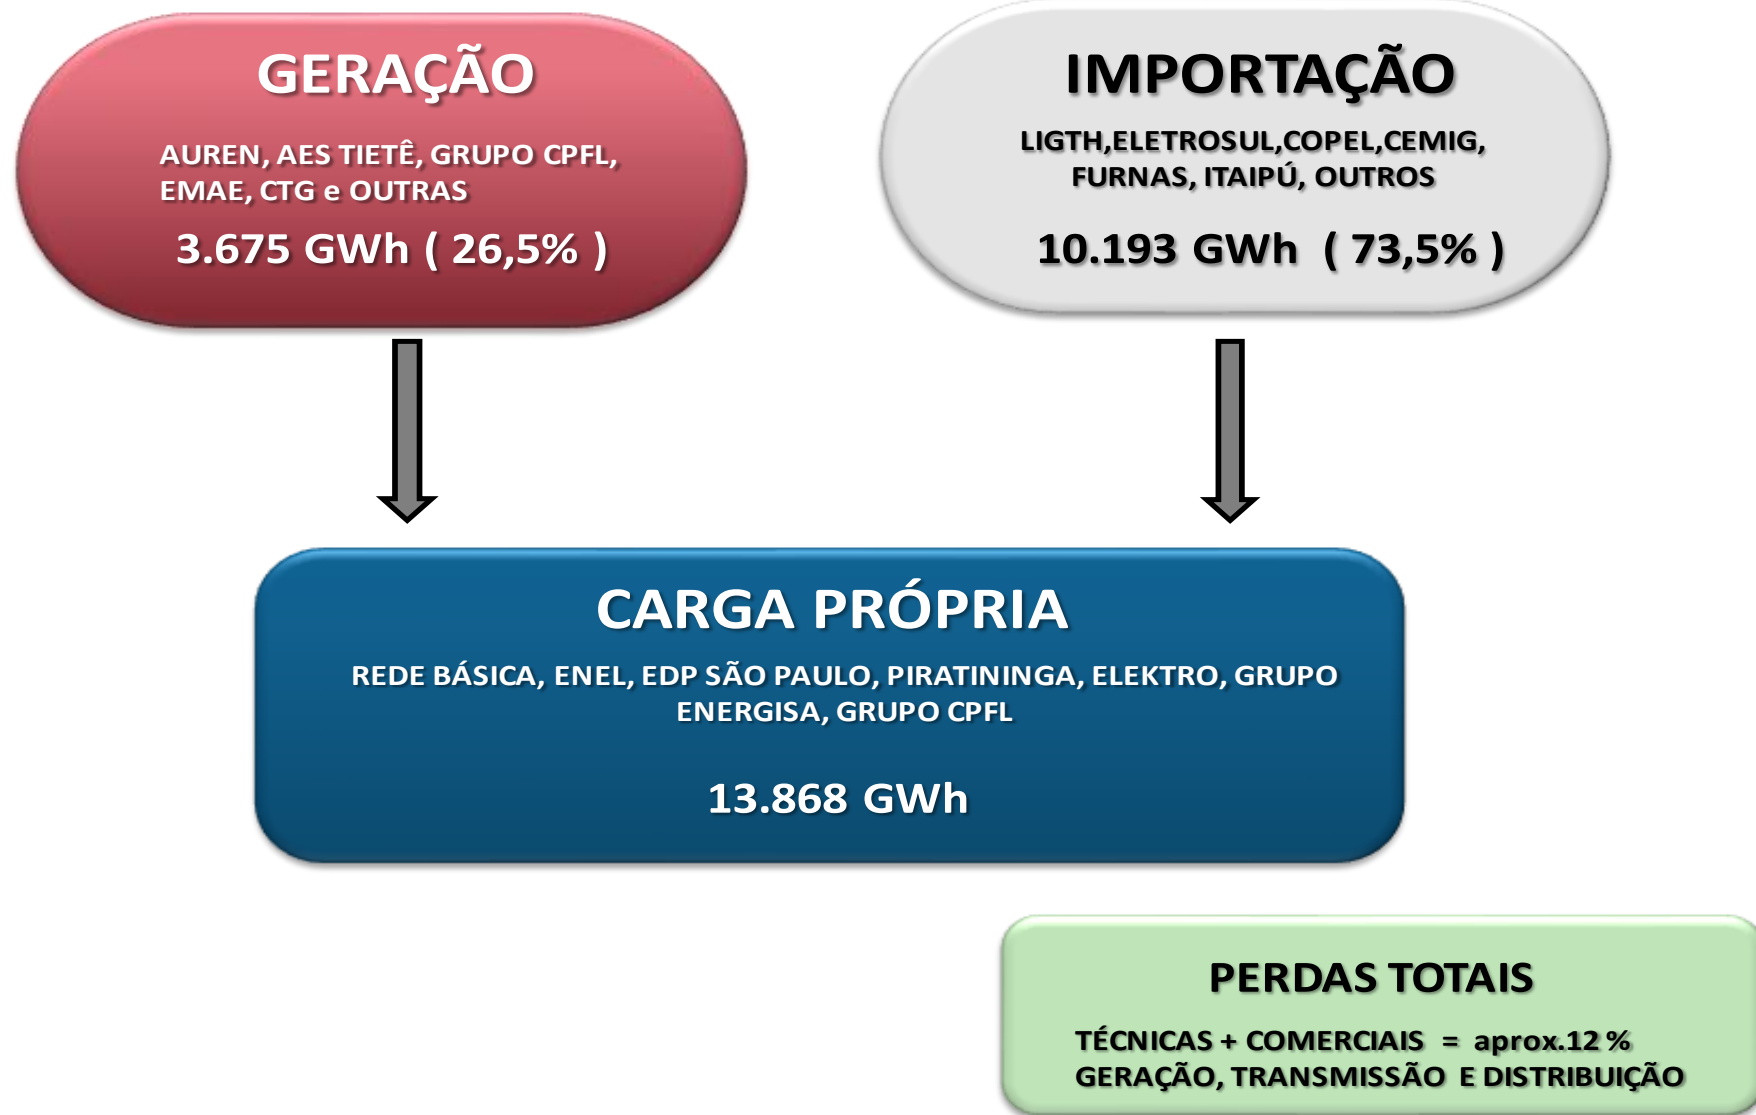 GERAÇÃO
AUREN, AES TIETÊ, GRUPO CPFL,
EMAE, CTG e OUTRAS
3.675 GWh ( 26,5% )
IMPORTAÇÃO
LIGTH,ELETROSUL,COPEL,CEMIG,
FURNAS, ITAIPÚ, OUTROS
10.193 GWh ( 73,5% )
CARGA PRÓPRIA
REDE BÁSICA, ENEL, EDP SÃO PAULO, PIRATININGA, ELEKTRO, GRUPO
ENERGISA, GRUPO CPFL
13.868 GWh
PERDAS TOTAIS
TÉCNICAS + COMERCIAIS = aprox.12 %
GERAÇÃO, TRANSMISSÃO E DISTRIBUIÇÃO